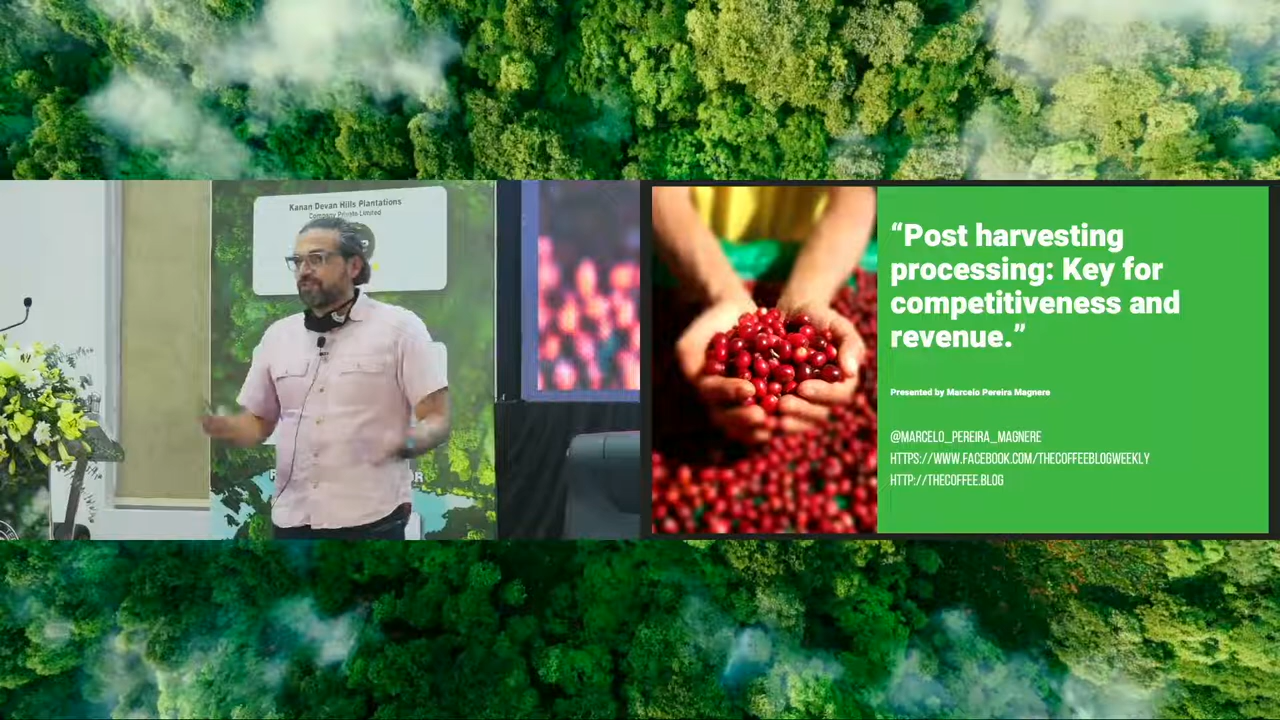 Kanan Devan Hills Plantations
Company Private Limited
“Post harvesting
processing: Key for
competitiveness and
revenue.”
Presented by Marcelo Pereira Magnere
@MARCELO_PEREIRA_MAGNERE
HTTPS://WWW.FACEBOOK.COM/THECOFFEEBLOGWEEKLY
HTTP://THECOFFEE.BLOG